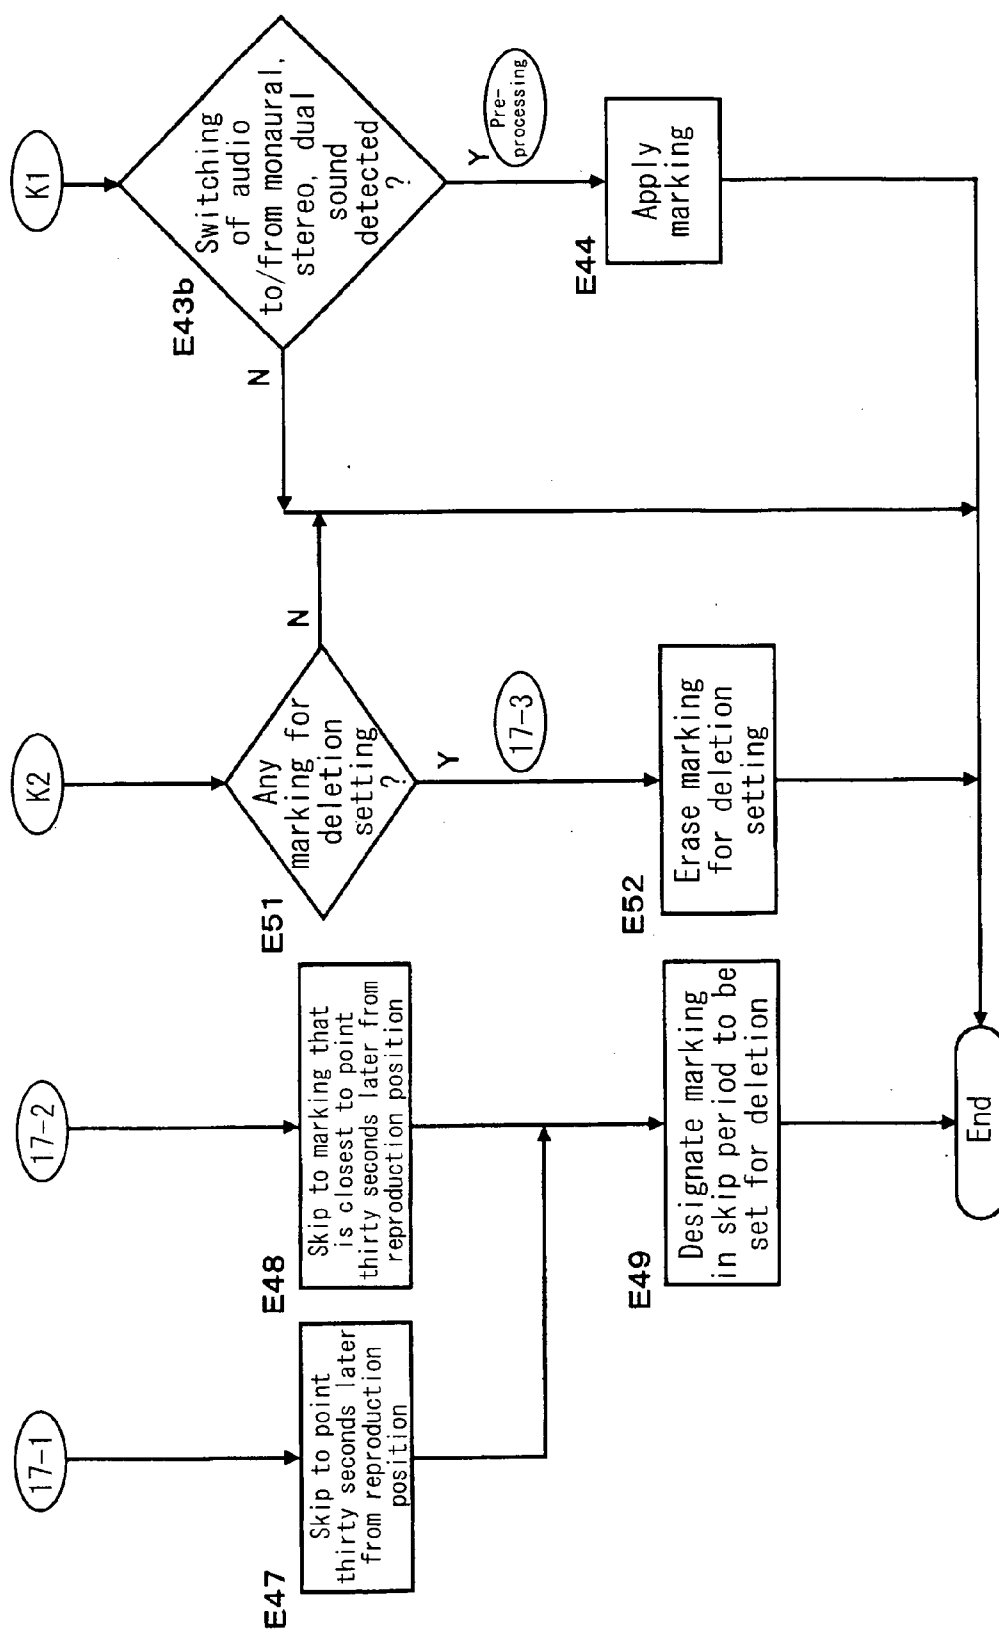 17-1
17-2
K2
K1
E47
Skip to point
thirty seconds later
from reproduction
position
E48
Skip to marking that
is closest to point
thirty seconds later from
reproduction position
E51
Any
marking for
deletion
setting
?
N
Y
17-3
E43b
Switching
of audio
to/from monaural,
stereo, dual
sound
detected
?
N
Y
Pre-
processing
E49
Designate marking
in skip period to be
set for deletion
E52
Erase marking
for deletion
setting
E44
Apply
marking
End